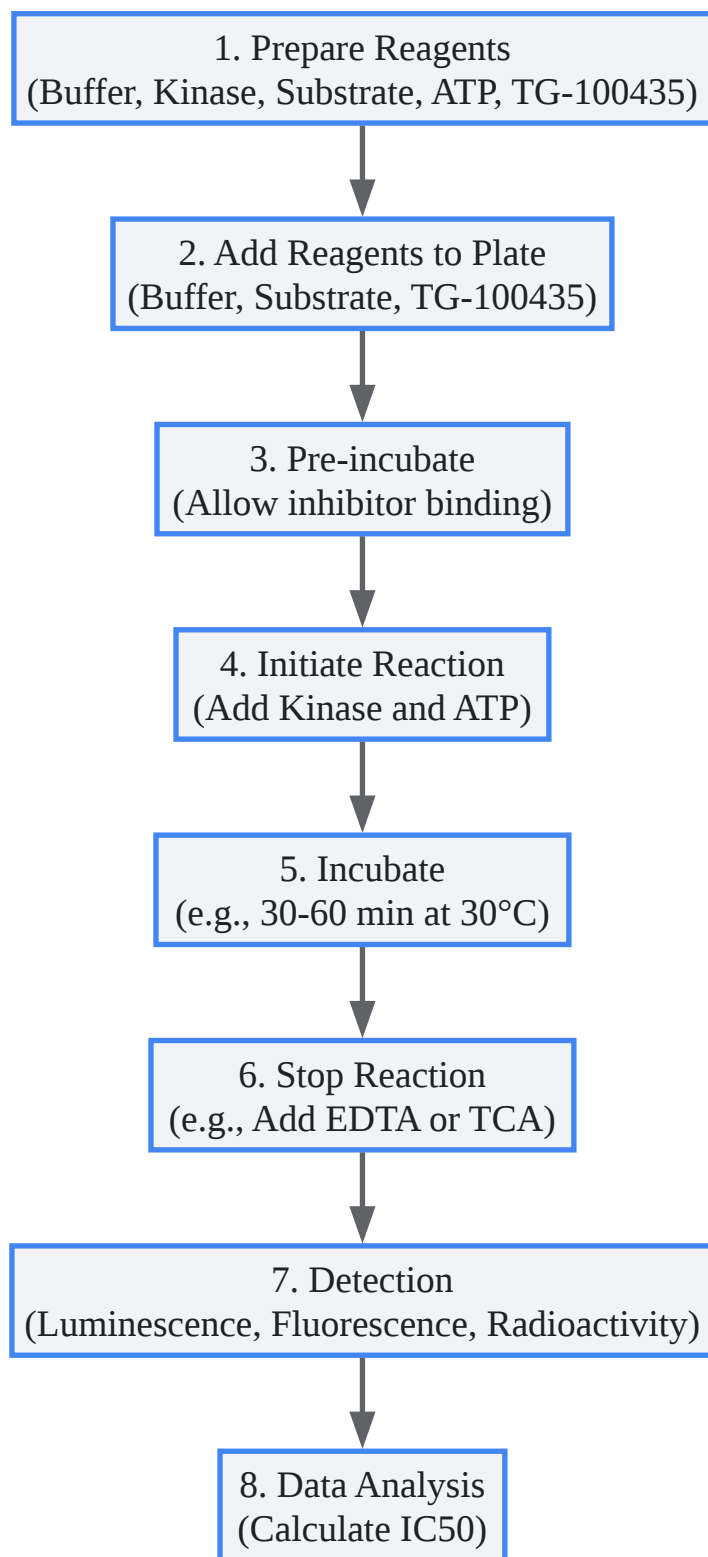 1. Prepare Reagents
(Buffer, Kinase, Substrate, ATP, TG-100435)
2. Add Reagents to Plate
(Buffer, Substrate, TG-100435)
3. Pre-incubate
(Allow inhibitor binding)
4. Initiate Reaction
(Add Kinase and ATP)
5. Incubate
(e.g., 30-60 min at 30°C)
6. Stop Reaction
(e.g., Add EDTA or TCA)
7. Detection
(Luminescence, Fluorescence, Radioactivity)
8. Data Analysis
(Calculate IC50)